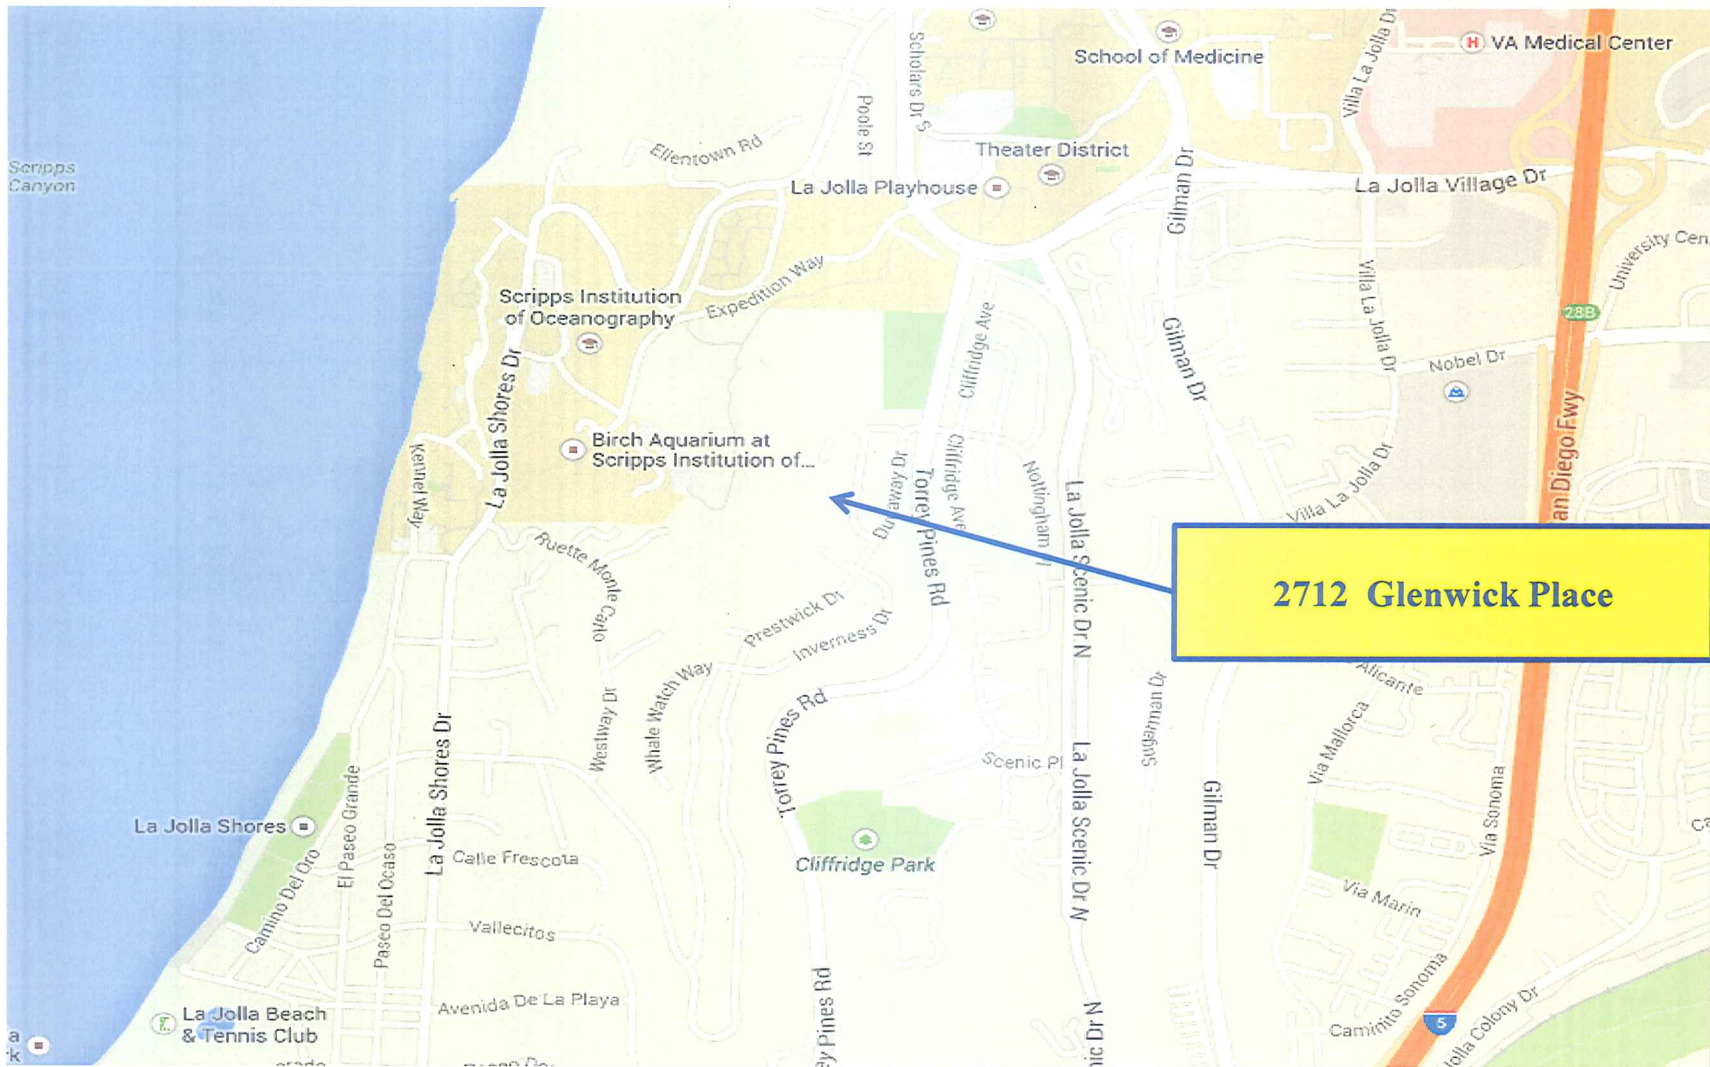 School of Medicine
VA Medical Center
Villa La Jolla Dr
Scholars Dr S
Poole St
Ellentown Rd
Theater District
La Jolla Playhouse
Gilman Dr
La Jolla Village Dr
Scripps
Canyon
University Cen
Villa La Jolla Dr
Expedition Way
Scripps Institution
of Oceanography
28B
Cliffridge Ave
Gilman Dr
Nobel Dr
La Jolla Shores Dr
an Diego Fwy
Birch Aquarium at
Scripps Institution of...
Kennel Way
Cliffridge Ave
Torrey Pines Rd
Nottingham
La Jolla Scenic Dr N
Villa La Jolla Dr
Ruette Monte Carlo
2712 Glenwick Place
Prestwick Dr
Inverness Dr
Whale Watch Way
Westway Dr
Torrey Pines Rd
Sugarman Dr
Alicante
Via Mallorca
La Jolla Shores Dr
Scenic Pl
La Jolla Scenic Dr N
Gilman Dr
Via Sonoma
Ca
La Jolla Shores
El Paseo Grande
Camino Del Oro
Paseo Del Ocaso
Calle Frescota
Cliffridge Park
Via Marin
Vallecitos
Caminito Sonoma
Avenida De La Playa
La Jolla Beach
& Tennis Club
ey Pines Rd
5
Jolla Colony Dr